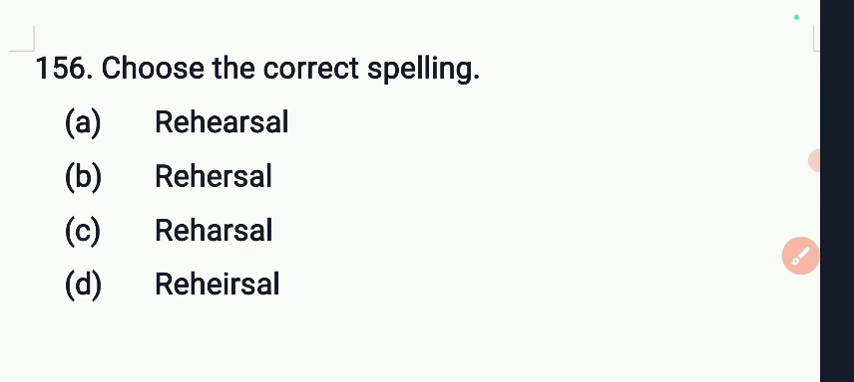 156. Choose the correct spelling.
(a) Rehearsal
(b) Rehersal
(c) Reharsal
(d) Reheirsal